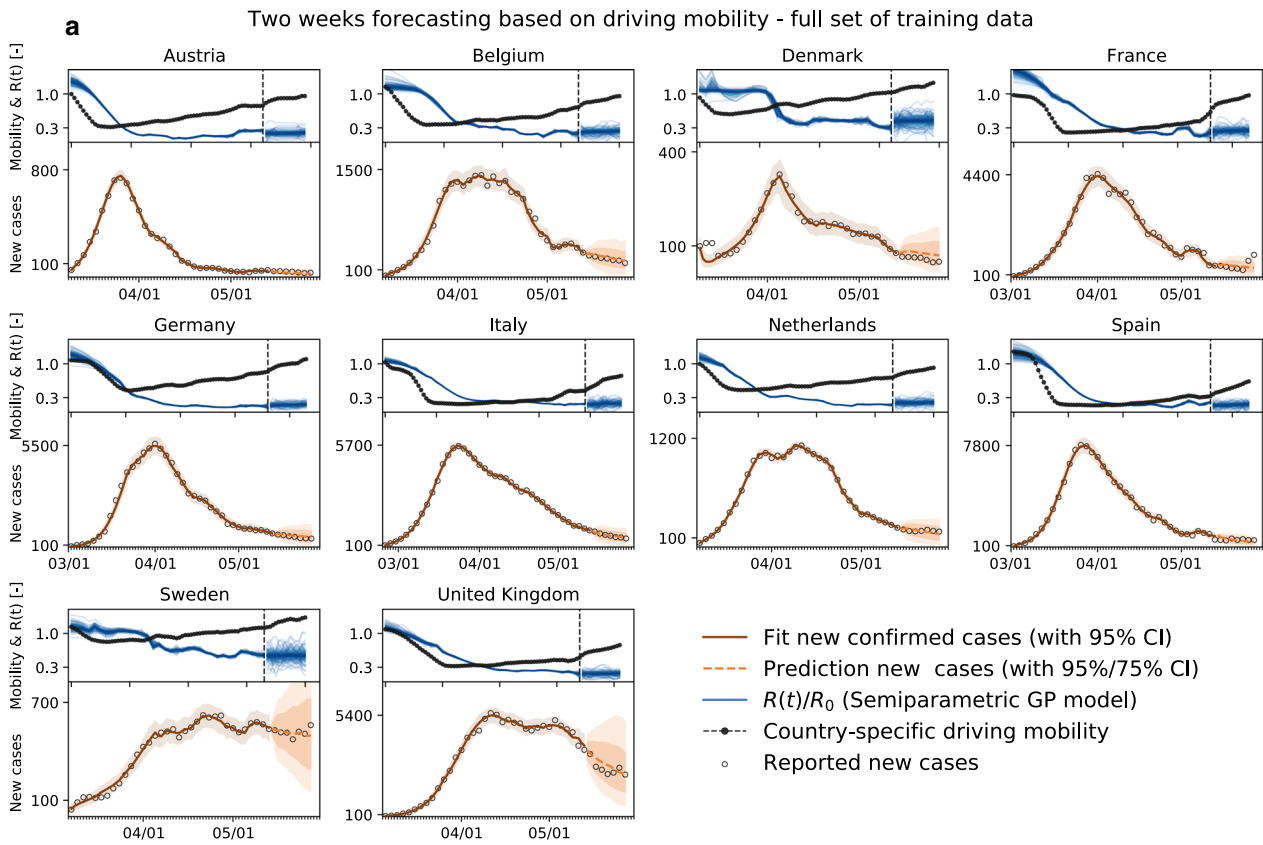 a
Two weeks forecasting based on driving mobility - full set of training data
Mobility & R(t) [-]
New cases
Austria
1.0
0.3
800
100
04/01
05/01
Belgium
1.0
0.3
1500
100
04/01
05/01
Denmark
1.0
0.3
400
100
04/01
05/01
France
1.0
0.3
4400
100
03/01
04/01
05/01
Mobility & R(t) [-]
New cases
Germany
1.0
0.3
5500
100
03/01
04/01
05/01
Italy
1.0
0.3
5700
100
03/01
04/01
05/01
Netherlands
1.0
0.3
1200
100
04/01
05/01
Spain
1.0
0.3
7800
100
03/01
04/01
05/01
Mobility & R(t) [-]
New cases
Sweden
1.0
0.3
700
100
04/01
05/01
United Kingdom
1.0
0.3
5400
100
04/01
05/01
Fit new confirmed cases (with 95% CI)
Prediction new cases (with 95%/75% CI)
R(t)/R₀ (Semiparametric GP model)
Country-specific driving mobility
Reported new cases